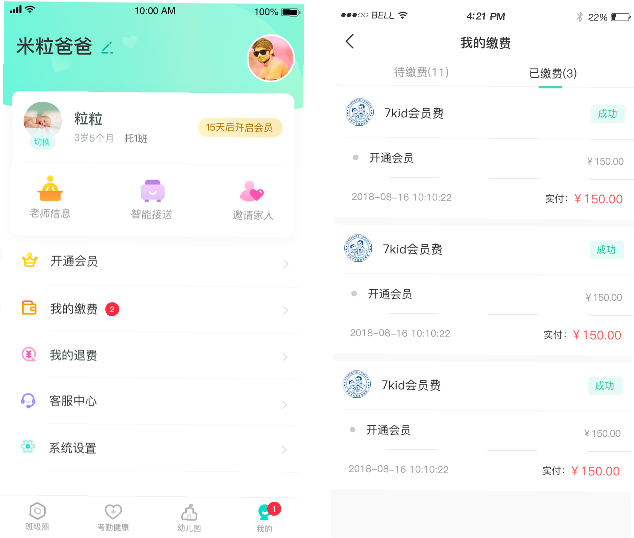 10:00 AM
100%
米粒爸爸
粒粒
切换
3岁5个月 托1班
15天后开启会员
老师信息
智能接送
邀请家人
开通会员
我的缴费 2
我的退费
客服中心
系统设置
班级圈
考勤健康
幼儿园
我的
1
BELL
4:21 PM
22%
我的缴费
待缴费(11)
已缴费(3)
7kid会员费
成功
开通会员
¥150.00
2018-08-16 10:10:22
实付: ¥150.00
7kid会员费
成功
开通会员
¥150.00
2018-08-16 10:10:22
实付: ¥150.00
7kid会员费
成功
开通会员
¥150.00
2018-08-16 10:10:22
实付: ¥150.00